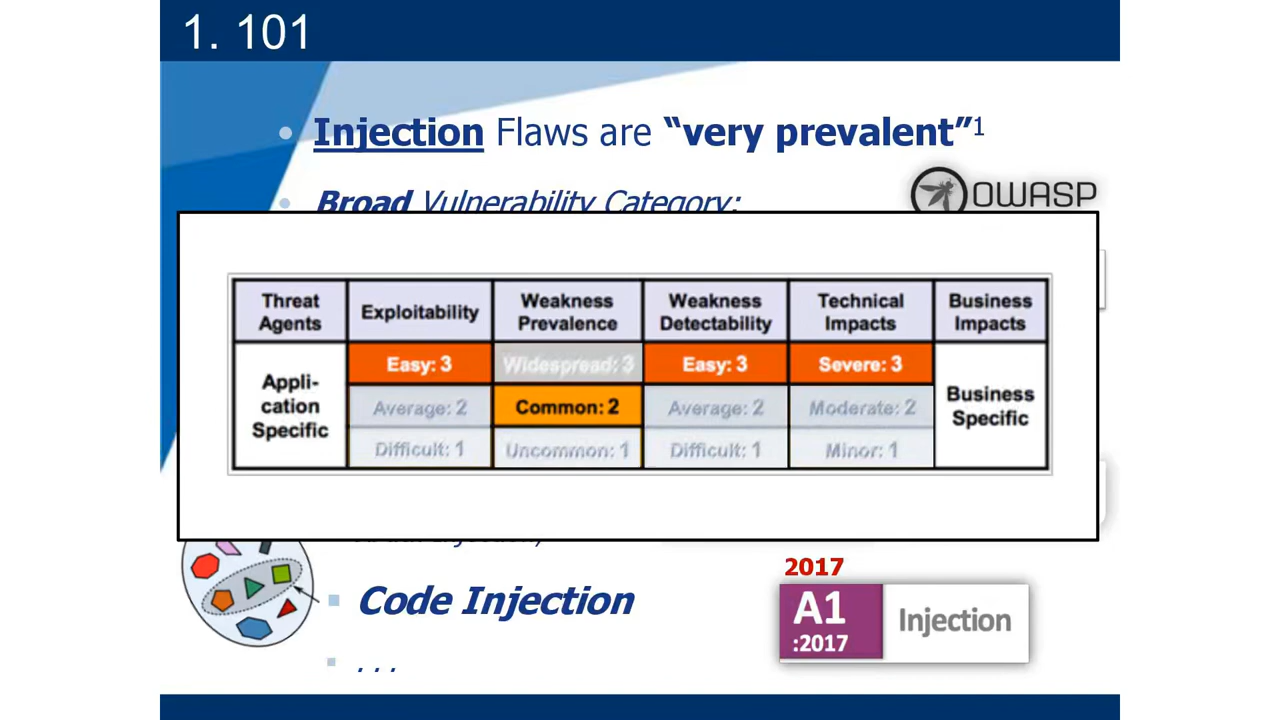 1. 101
• Injection Flaws are “very prevalent”1
• Broad Vulnerability Category:
OWASP
Threat Agents
Exploitability
Weakness Prevalence
Weakness Detectability
Technical Impacts
Business Impacts
Appli-
cation
Specific
Easy: 3
Widespread: 3
Easy: 3
Severe: 3
Average: 2
Common: 2
Average: 2
Moderate: 2
Difficult: 1
Uncommon: 1
Difficult: 1
Minor: 1
Business
Specific
2017
Code Injection
A1
:2017
Injection
. . .